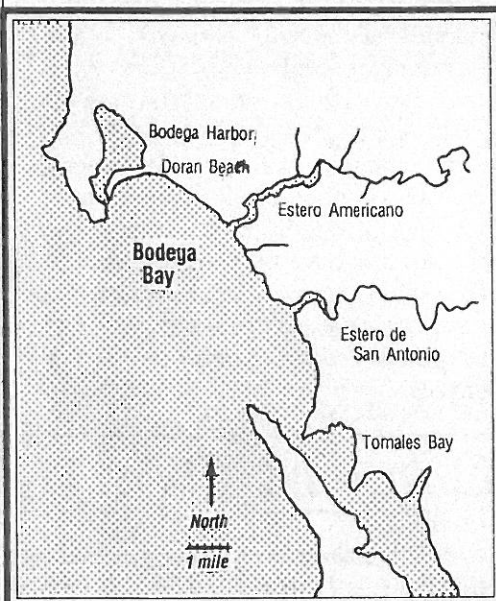 Bodega Harbor
Doran Beach
Estero Americano
Bodega
Bay
Estero de
San Antonio
Tomales Bay
North
1 mile